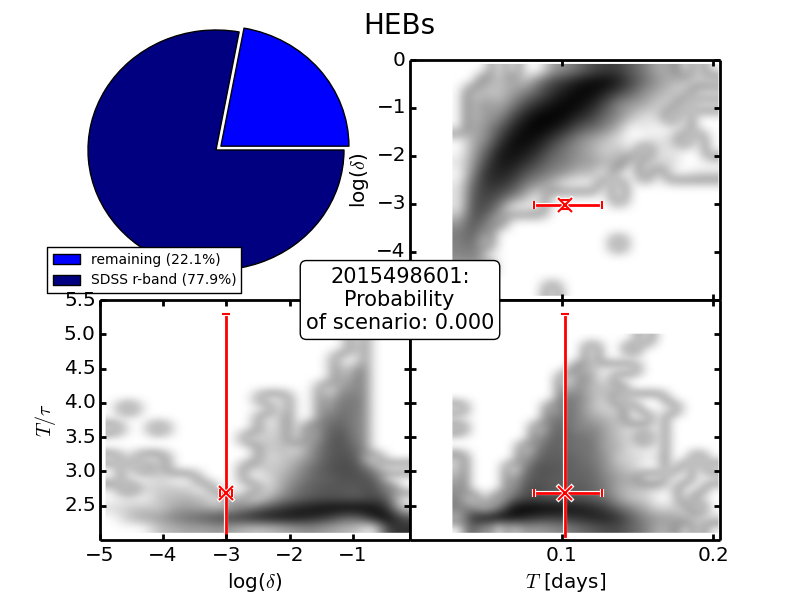 HEBs
remaining (22.1%)
SDSS r-band (77.9%)
log(δ)
0
−1
−2
−3
−4
2015498601:
Probability
of scenario: 0.000
T/τ
5.5
5.0
4.5
4.0
3.5
3.0
2.5
−5 −4 −3 −2 −1
log(δ)
0.1 0.2
T [days]